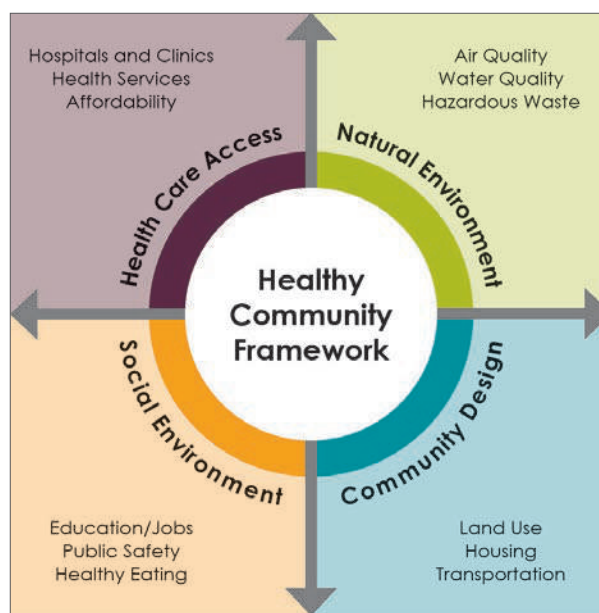 Hospitals and Clinics
Health Services
Affordability
Air Quality
Water Quality
Hazardous Waste
Health Care Access
Natural Environment
Healthy
Community
Framework
Social Environment
Community Design
Education/Jobs
Public Safety
Healthy Eating
Land Use
Housing
Transportation